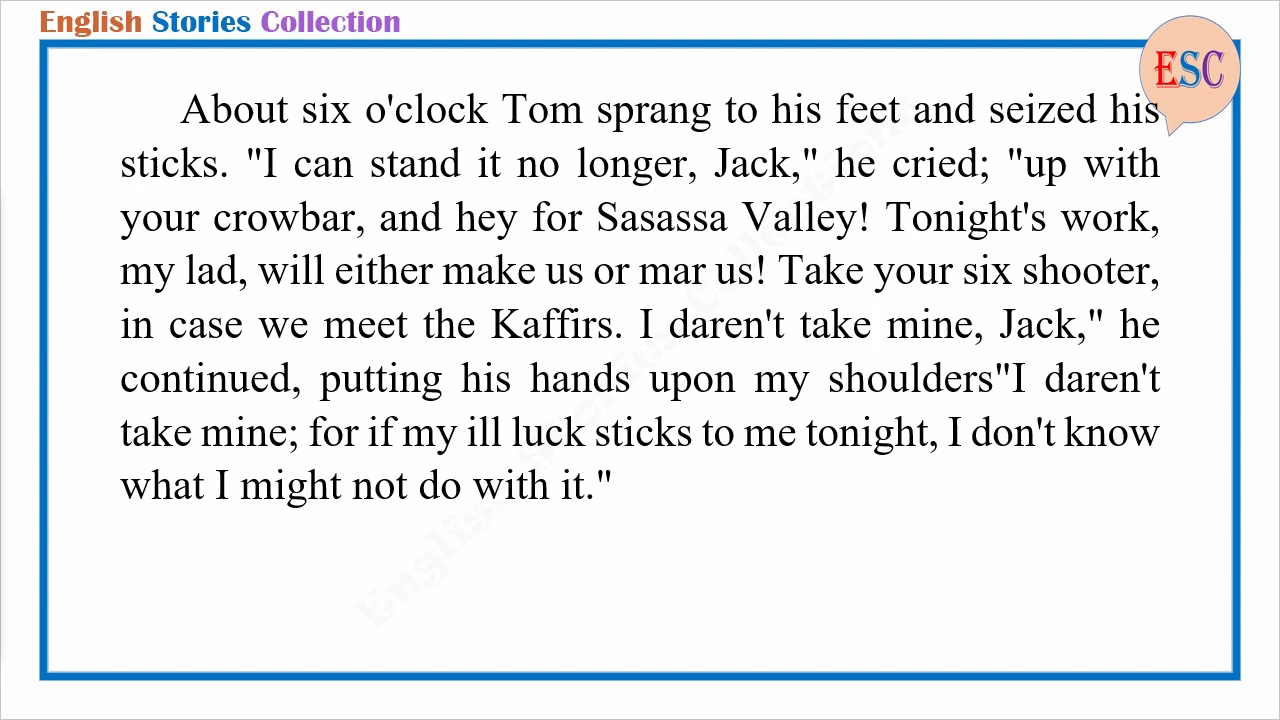 English Stories Collection
ESC
About six o'clock Tom sprang to his feet and seized his
sticks. "I can stand it no longer, Jack," he cried; "up with
your crowbar, and hey for Sasassa Valley! Tonight's work,
my lad, will either make us or mar us! Take your six shooter,
in case we meet the Kaffirs. I daren't take mine, Jack," he
continued, putting his hands upon my shoulders"I daren't
take mine; for if my ill luck sticks to me tonight, I don't know
what I might not do with it."
English Stories Collections